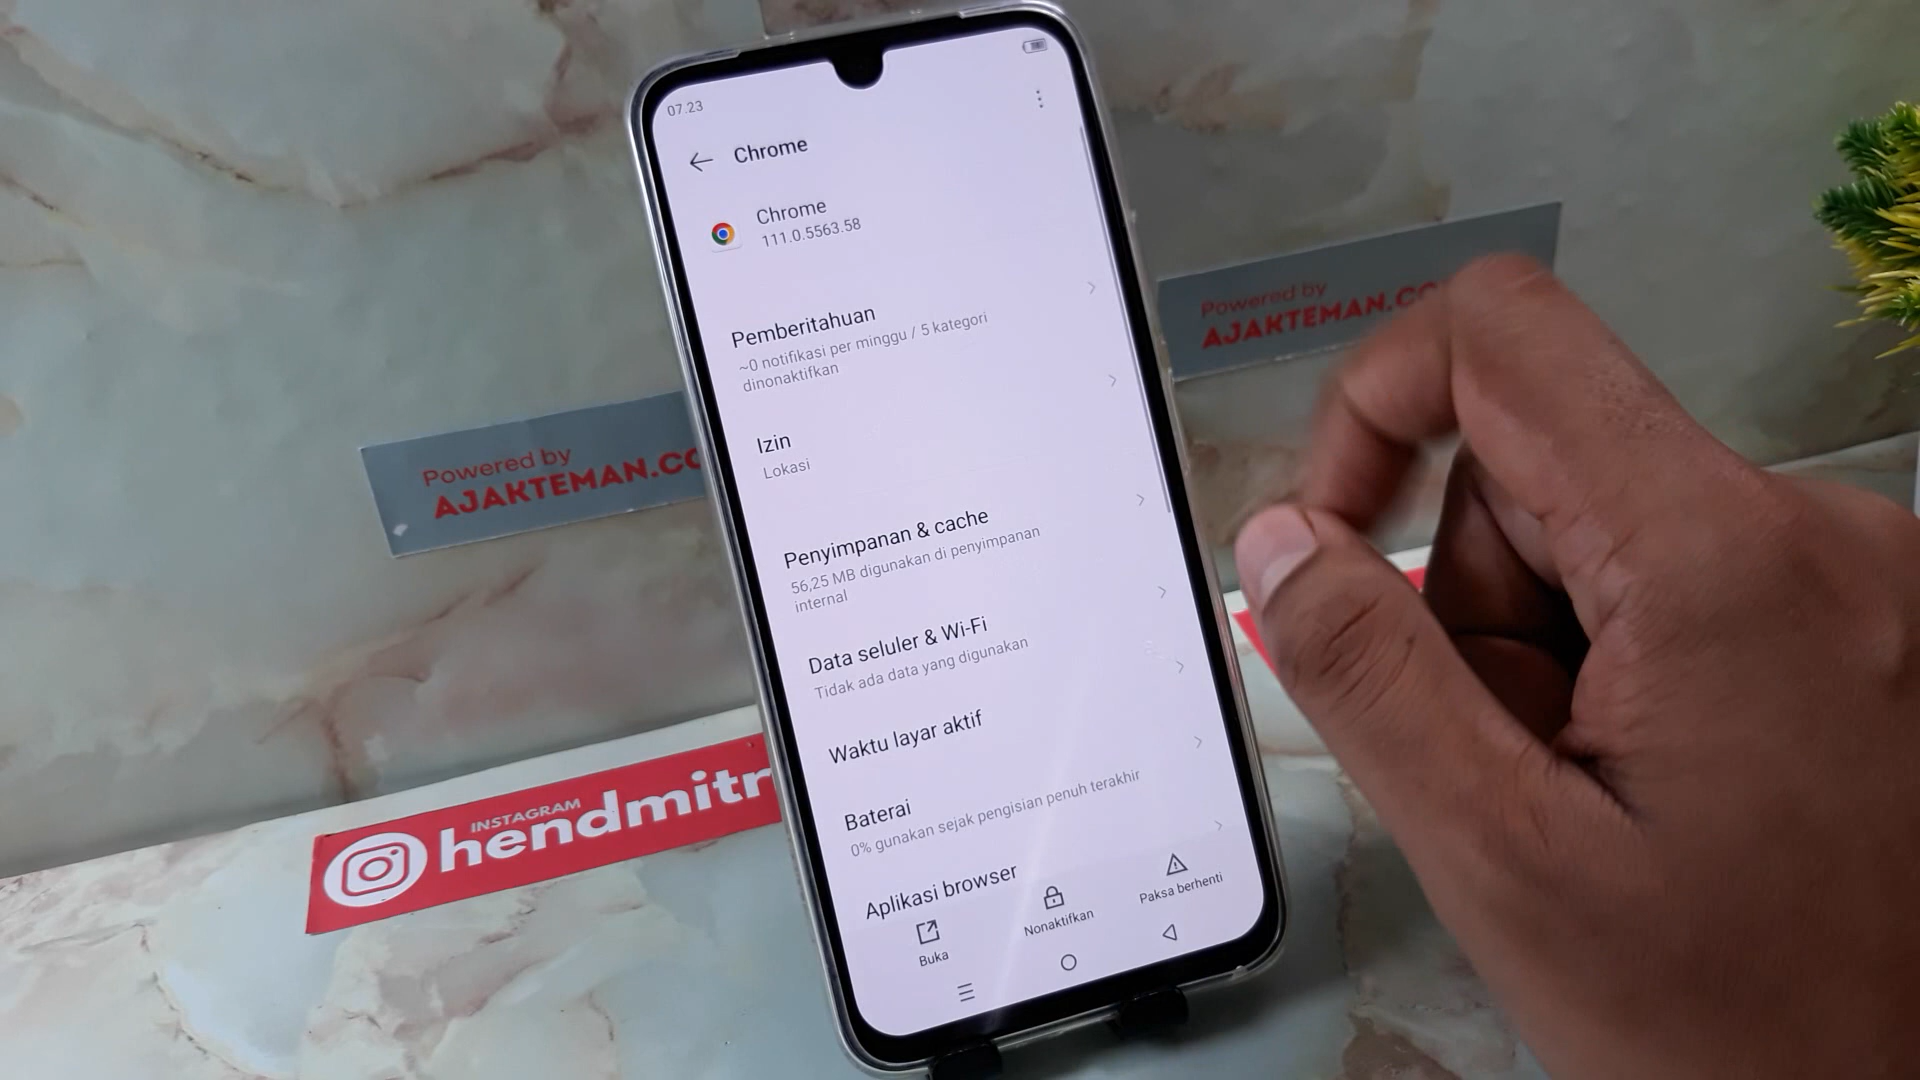 07.23
Chrome
Chrome
111.0.5563.58
Pemberitahuan
~0 notifikasi per minggu / 5 kategori
dinonaktifkan
Izin
Lokasi
Penyimpanan & cache
56,25 MB digunakan di penyimpanan
internal
Data seluler & Wi-Fi
Tidak ada data yang digunakan
Waktu layar aktif
Baterai
0% gunakan sejak pengisian penuh terakhir
Aplikasi browser
Buka
Nonaktifkan
Paksa berhenti
Powered by
AJAKTEMAN.CO
Powered by
AJAKTEMAN.CO
INSTAGRAM
hendmitr